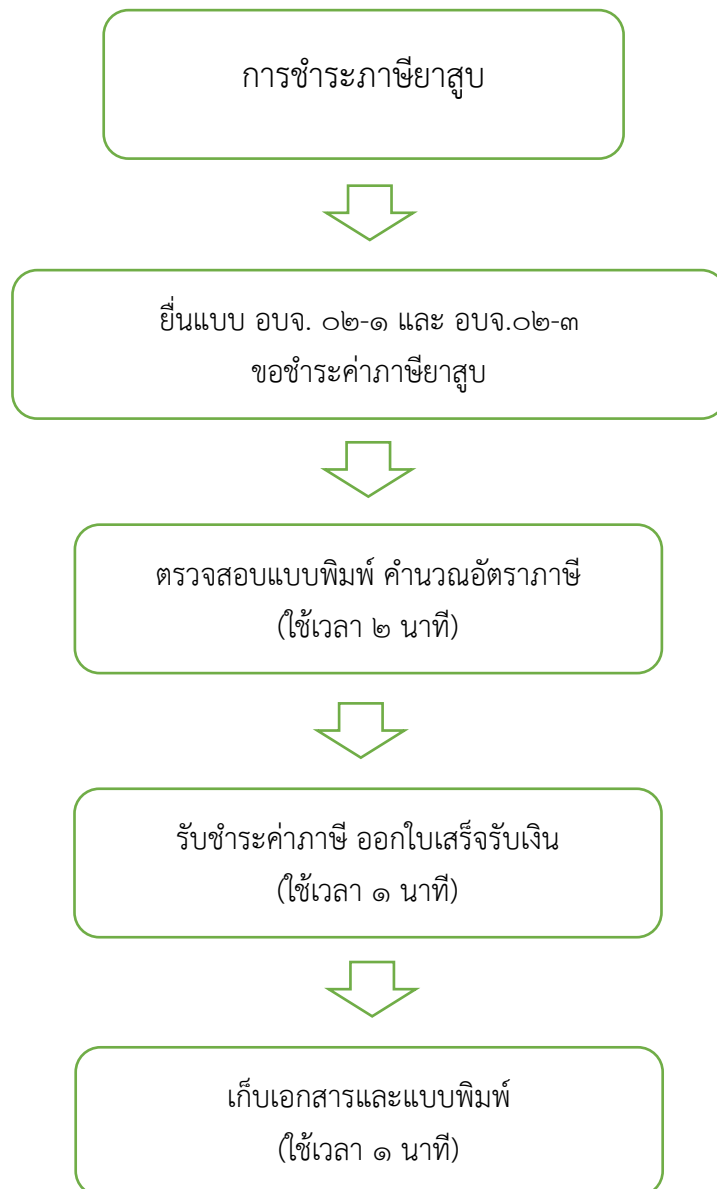 การชำระภาษียาสูบ
ยื่นแบบ อบจ. ๐๒-๑ และ อบจ.๐๒-๓
ขอชำระค่าภาษียาสูบ
ตรวจสอบแบบพิมพ์ คำนวณอัตราภาษี
(ใช้เวลา ๒ นาที)
รับชำระค่าภาษี ออกใบเสร็จรับเงิน
(ใช้เวลา ๑ นาที)
เก็บเอกสารและแบบพิมพ์
(ใช้เวลา ๑ นาที)